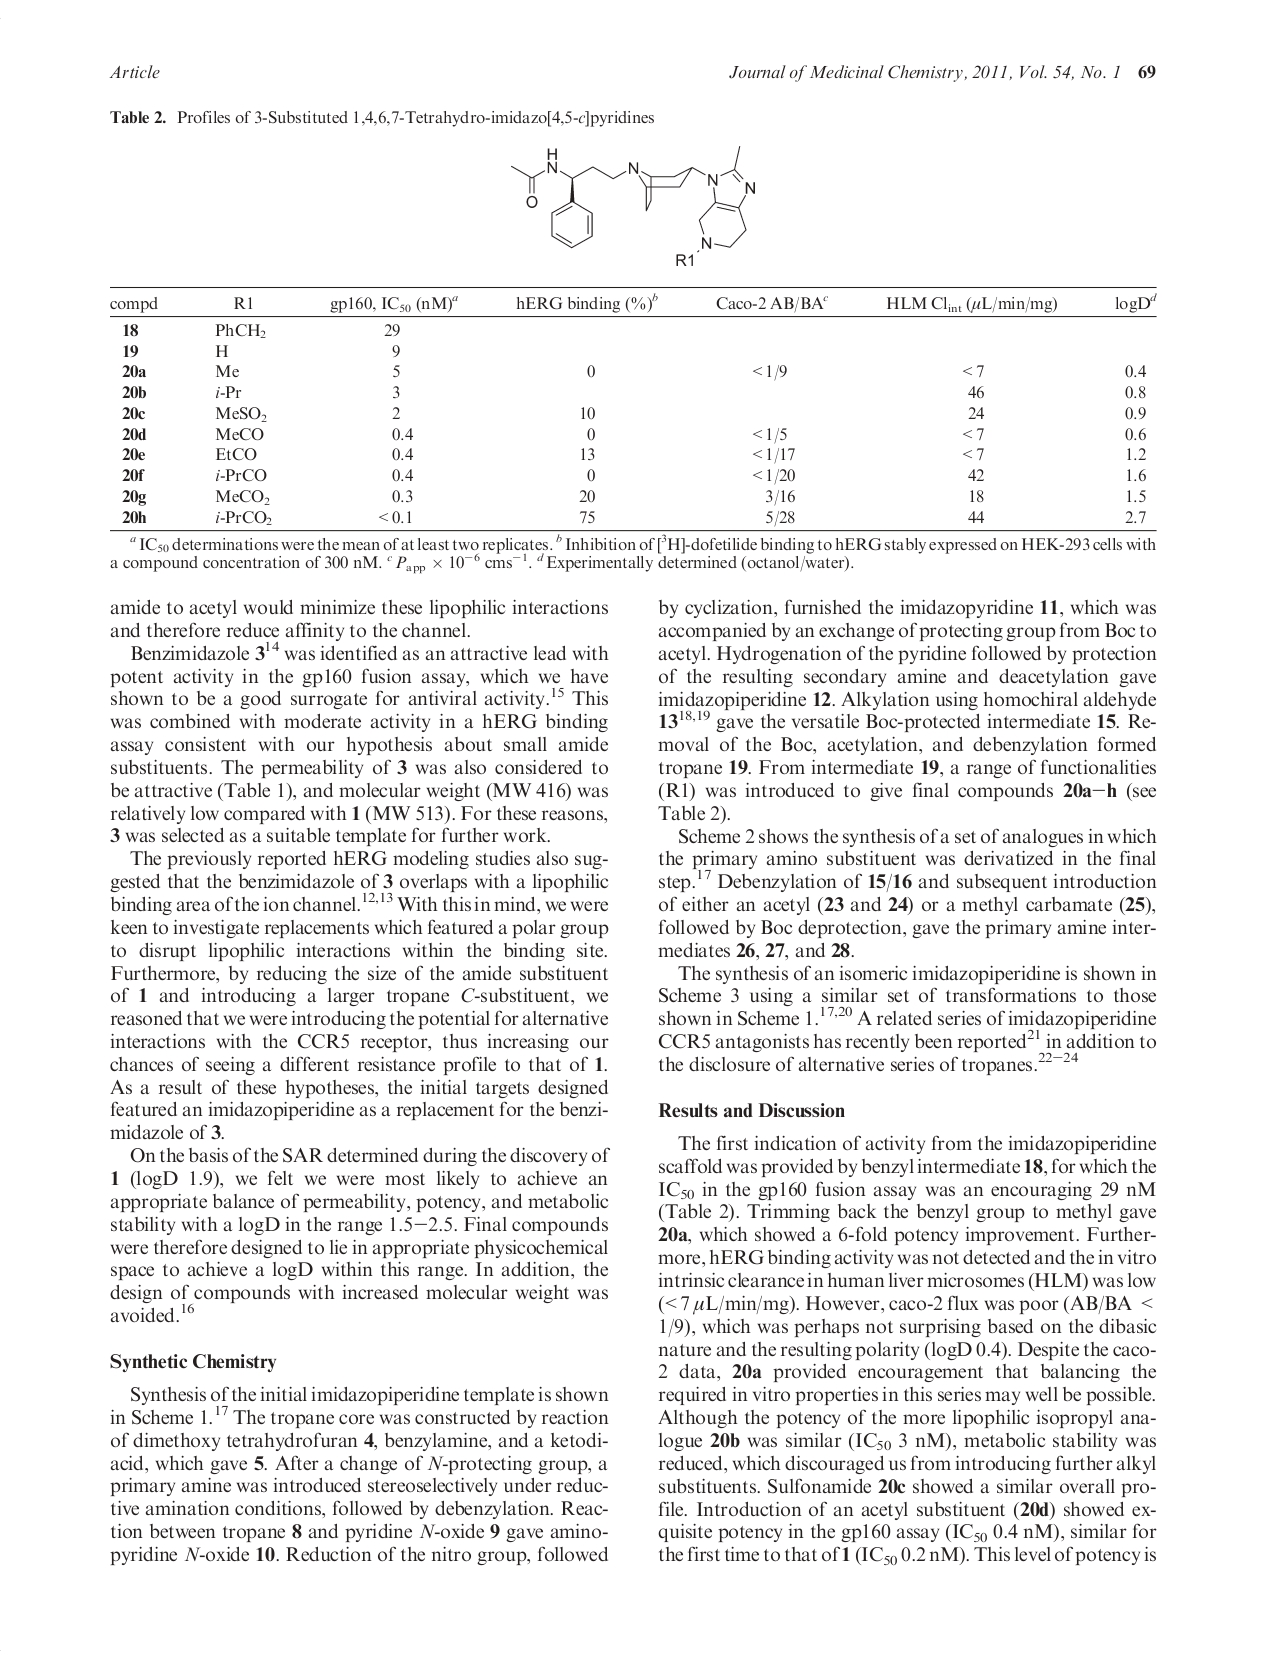 Article
Journal of Medicinal Chemistry, 2011, Vol. 54, No. 1 69
Table 2. Profiles of 3-Substituted 1,4,6,7-Tetrahydro-imidazo[4,5-c]pyridines
H
N
O
N
N
N
N
R1
compd R1 gp160, IC50 (nM)a hERG binding (%)b Caco-2 AB/BAc HLM Clint (μL/min/mg) logDd
18 PhCH2 29
19 H 9
20a Me 5 0 <1/9 <7 0.4
20b i-Pr 3 46 0.8
20c MeSO2 2 10 24 0.9
20d MeCO 0.4 0 <1/5 <7 0.6
20e EtCO 0.4 13 <1/17 <7 1.2
20f i-PrCO 0.4 0 <1/20 42 1.6
20g MeCO2 0.3 20 3/16 18 1.5
20h i-PrCO2 <0.1 75 5/28 44 2.7
a IC50 determinations were the mean of at least two replicates. b Inhibition of [3H]-dofetilide binding to hERG stably expressed on HEK-293 cells with
a compound concentration of 300 nM. c Papp × 10−6 cms−1. d Experimentally determined (octanol/water).
amide to acetyl would minimize these lipophilic interactions
and therefore reduce affinity to the channel.
Benzimidazole 314 was identified as an attractive lead with
potent activity in the gp160 fusion assay, which we have
shown to be a good surrogate for antiviral activity.15 This
was combined with moderate activity in a hERG binding
assay consistent with our hypothesis about small amide
substituents. The permeability of 3 was also considered to
be attractive (Table 1), and molecular weight (MW 416) was
relatively low compared with 1 (MW 513). For these reasons,
3 was selected as a suitable template for further work.
The previously reported hERG modeling studies also sug-
gested that the benzimidazole of 3 overlaps with a lipophilic
binding area of the ion channel.12,13 With this in mind, we were
keen to investigate replacements which featured a polar group
to disrupt lipophilic interactions within the binding site.
Furthermore, by reducing the size of the amide substituent
of 1 and introducing a larger tropane C-substituent, we
reasoned that we were introducing the potential for alternative
interactions with the CCR5 receptor, thus increasing our
chances of seeing a different resistance profile to that of 1.
As a result of these hypotheses, the initial targets designed
featured an imidazopiperidine as a replacement for the benzi-
midazole of 3.
On the basis of the SAR determined during the discovery of
1 (logD 1.9), we felt we were most likely to achieve an
appropriate balance of permeability, potency, and metabolic
stability with a logD in the range 1.5−2.5. Final compounds
were therefore designed to lie in appropriate physicochemical
space to achieve a logD within this range. In addition, the
design of compounds with increased molecular weight was
avoided.16
Synthetic Chemistry
Synthesis of the initial imidazopiperidine template is shown
in Scheme 1.17 The tropane core was constructed by reaction
of dimethoxy tetrahydrofuran 4, benzylamine, and a ketodi-
acid, which gave 5. After a change of N-protecting group, a
primary amine was introduced stereoselectively under reduc-
tive amination conditions, followed by debenzylation. Reac-
tion between tropane 8 and pyridine N-oxide 9 gave amino-
pyridine N-oxide 10. Reduction of the nitro group, followed
by cyclization, furnished the imidazopyridine 11, which was
accompanied by an exchange of protecting group from Boc to
acetyl. Hydrogenation of the pyridine followed by protection
of the resulting secondary amine and deacetylation gave
imidazopiperidine 12. Alkylation using homochiral aldehyde
1318,19 gave the versatile Boc-protected intermediate 15. Re-
moval of the Boc, acetylation, and debenzylation formed
tropane 19. From intermediate 19, a range of functionalities
(R1) was introduced to give final compounds 20a−h (see
Table 2).
Scheme 2 shows the synthesis of a set of analogues in which
the primary amino substituent was derivatized in the final
step.17 Debenzylation of 15/16 and subsequent introduction
of either an acetyl (23 and 24) or a methyl carbamate (25),
followed by Boc deprotection, gave the primary amine inter-
mediates 26, 27, and 28.
The synthesis of an isomeric imidazopiperidine is shown in
Scheme 3 using a similar set of transformations to those
shown in Scheme 1.17,20 A related series of imidazopiperidine
CCR5 antagonists has recently been reported21 in addition to
the disclosure of alternative series of tropanes.22−24
Results and Discussion
The first indication of activity from the imidazopiperidine
scaffold was provided by benzyl intermediate 18, for which the
IC50 in the gp160 fusion assay was an encouraging 29 nM
(Table 2). Trimming back the benzyl group to methyl gave
20a, which showed a 6-fold potency improvement. Further-
more, hERG binding activity was not detected and the in vitro
intrinsic clearance in human liver microsomes (HLM) was low
(<7 μL/min/mg). However, caco-2 flux was poor (AB/BA <
1/9), which was perhaps not surprising based on the dibasic
nature and the resulting polarity (logD 0.4). Despite the caco-
2 data, 20a provided encouragement that balancing the
required in vitro properties in this series may well be possible.
Although the potency of the more lipophilic isopropyl ana-
logue 20b was similar (IC50 3 nM), metabolic stability was
reduced, which discouraged us from introducing further alkyl
substituents. Sulfonamide 20c showed a similar overall pro-
file. Introduction of an acetyl substituent (20d) showed ex-
quisite potency in the gp160 assay (IC50 0.4 nM), similar for
the first time to that of 1 (IC50 0.2 nM). This level of potency is